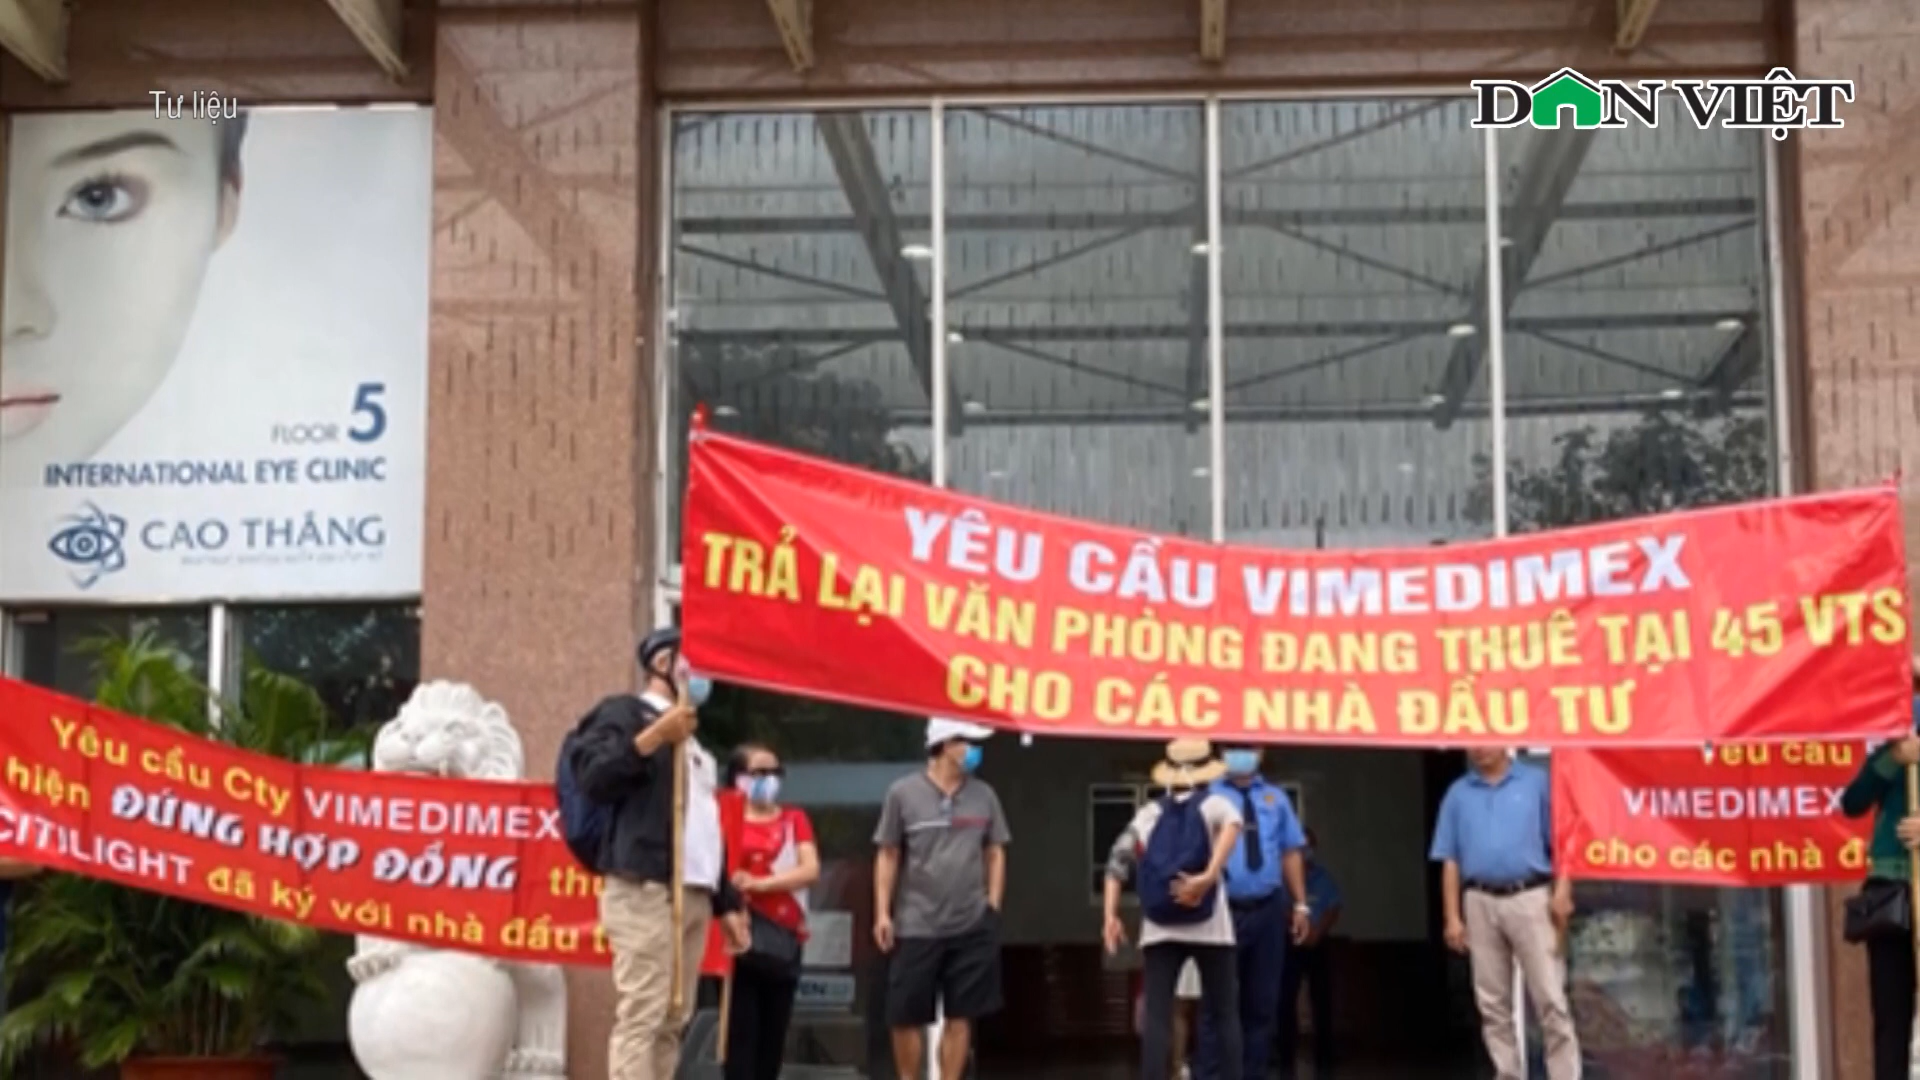 Tư liệu
DÂN VIỆT
FLOOR 5
INTERNATIONAL EYE CLINIC
CAO THẮNG
YÊU CẦU VIMEDIMEX
TRẢ LẠI VĂN PHÒNG ĐANG THUÊ TẠI 45 VTS
CHO CÁC NHÀ ĐẦU TƯ
Yêu cầu Cty VIMEDIMEX
hiện ĐÚNG HỢP ĐỒNG
CITILIGHT đã ký với nhà đầu
Yêu cầu
VIMEDIMEX
cho các nhà